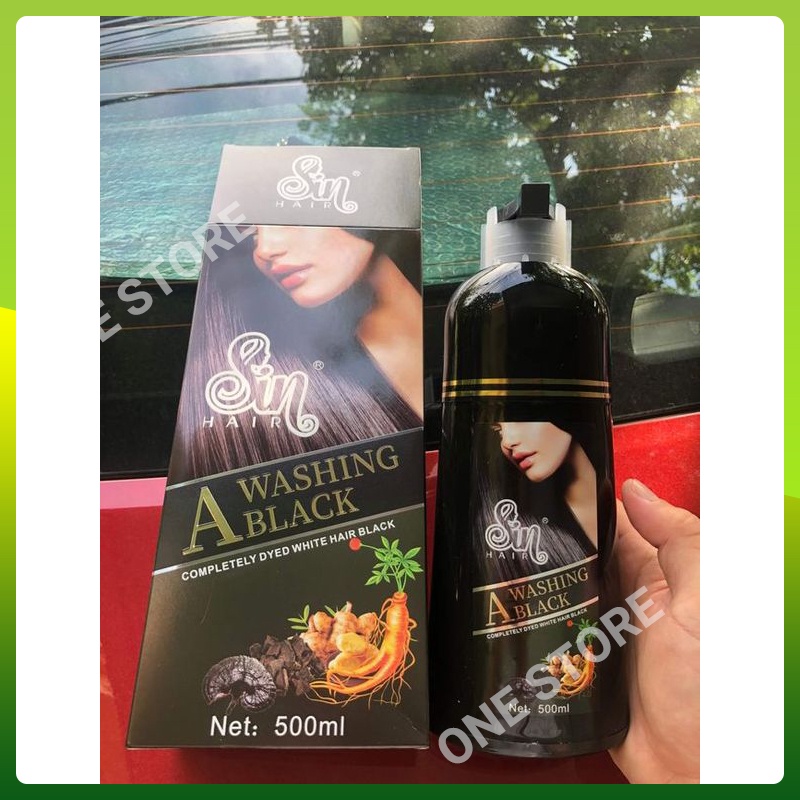 Sin®
HAIR
Sin®
HAIR
A WASHING
BLACK
COMPLETELY DYED WHITE HAIR BLACK
Net: 500ml
Sin®
HAIR
A WASHING
BLACK
COMPLETELY DYED WHITE HAIR BLACK
Net: 500ml
E STORE
ONE STORE